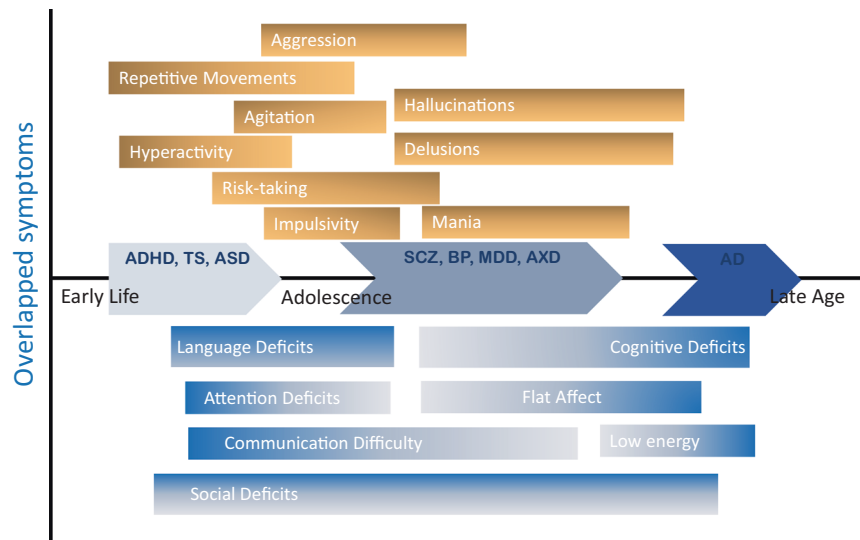 Overlapped symptoms
Aggression
Repetitive Movements
Hallucinations
Agitation
Delusions
Hyperactivity
Risk-taking
Impulsivity
Mania
ADHD, TS, ASD
SCZ, BP, MDD, AXD
AD
Early Life
Adolescence
Late Age
Language Deficits
Cognitive Deficits
Attention Deficits
Flat Affect
Communication Difficulty
Low energy
Social Deficits